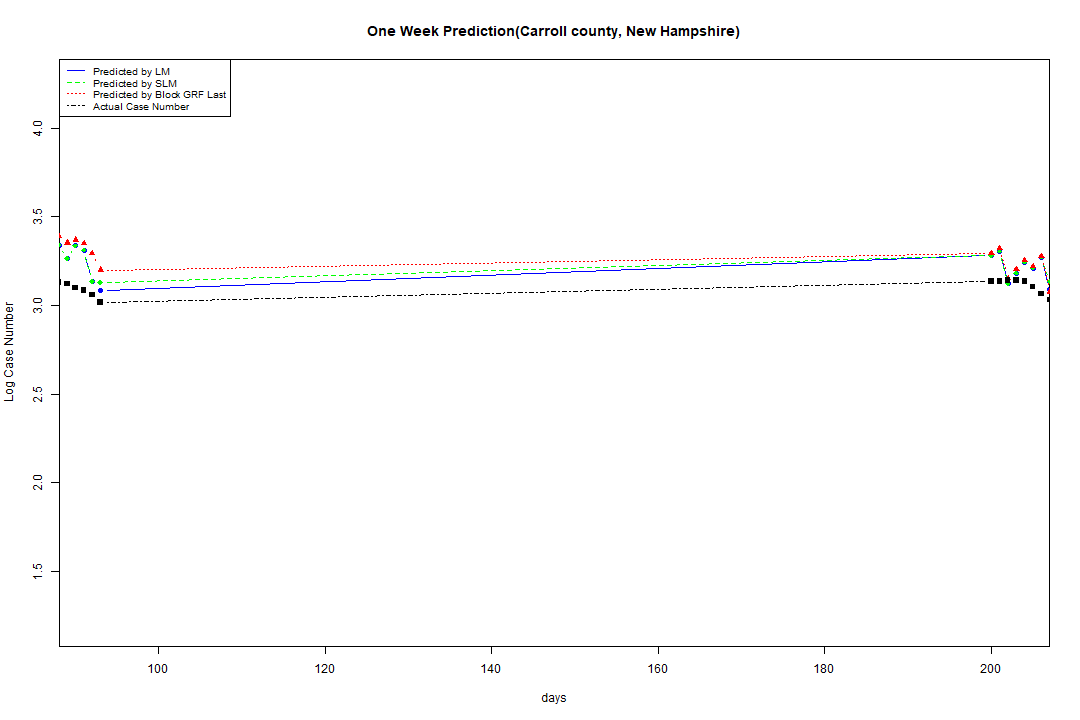 One Week Prediction(Carroll county, New Hampshire)
Predicted by LM
Predicted by SLM
Predicted by Block GRF Last
Actual Case Number
4.0
3.5
3.0
2.5
2.0
1.5
Log Case Number
100 120 140 160 180 200
days